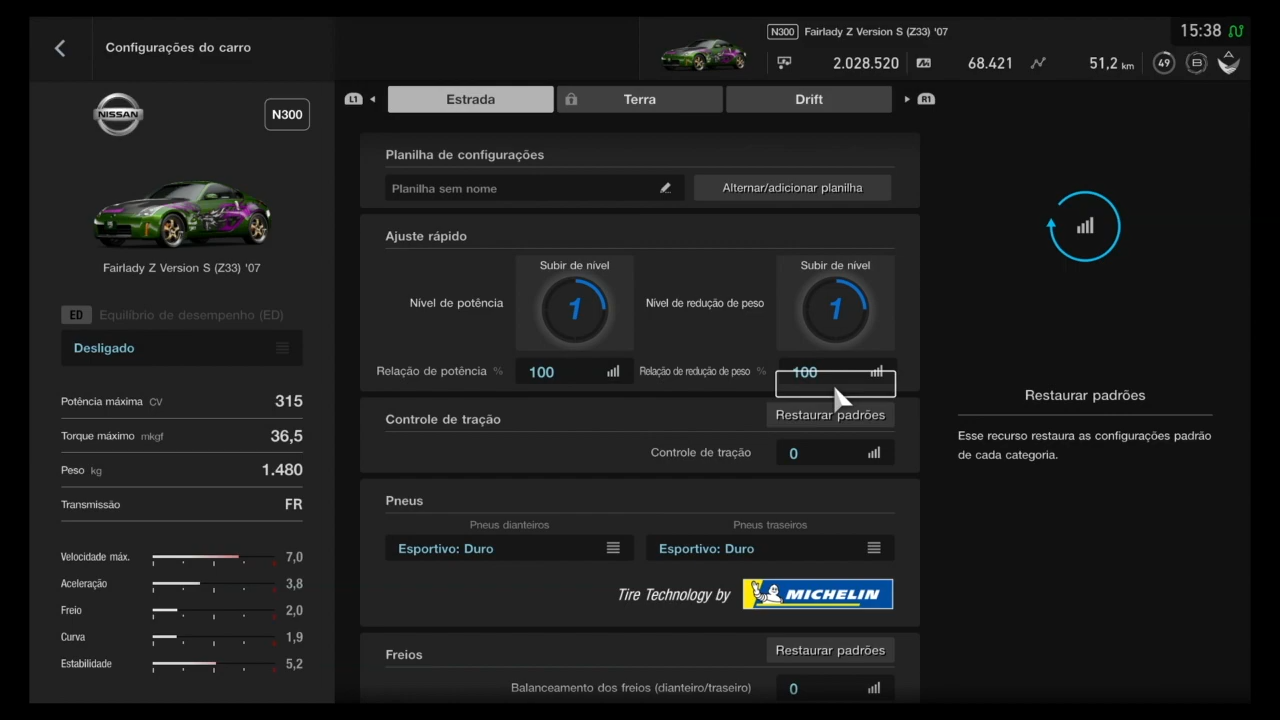 Configurações do carro
N300 Fairlady Z Version S (Z33) '07
15:38
2.028.520
68.421
51,2 km
49
B
NISSAN
N300
Fairlady Z Version S (Z33) '07
ED Equilíbrio de desempenho (ED)
Desligado
Potência máxima CV 315
Torque máximo mkgf 36,5
Peso kg 1.480
Transmissão FR
Velocidade máx. 7,0
Aceleração 3,8
Freio 2,0
Curva 1,9
Estabilidade 5,2
L1 Estrada Terra Drift R1
Planilha de configurações
Planilha sem nome Alternar/adicionar planilha
Ajuste rápido
Subir de nível Subir de nível
Nível de potência 1 Nível de redução de peso 1
Relação de potência % 100 Relação de redução de peso % 100
Controle de tração Restaurar padrões
Controle de tração 0
Pneus
Pneus dianteiros Pneus traseiros
Esportivo: Duro Esportivo: Duro
Tire Technology by MICHELIN
Freios Restaurar padrões
Balanceamento dos freios (dianteiro/traseiro) 0
Restaurar padrões
Esse recurso restaura as configurações padrão
de cada categoria.